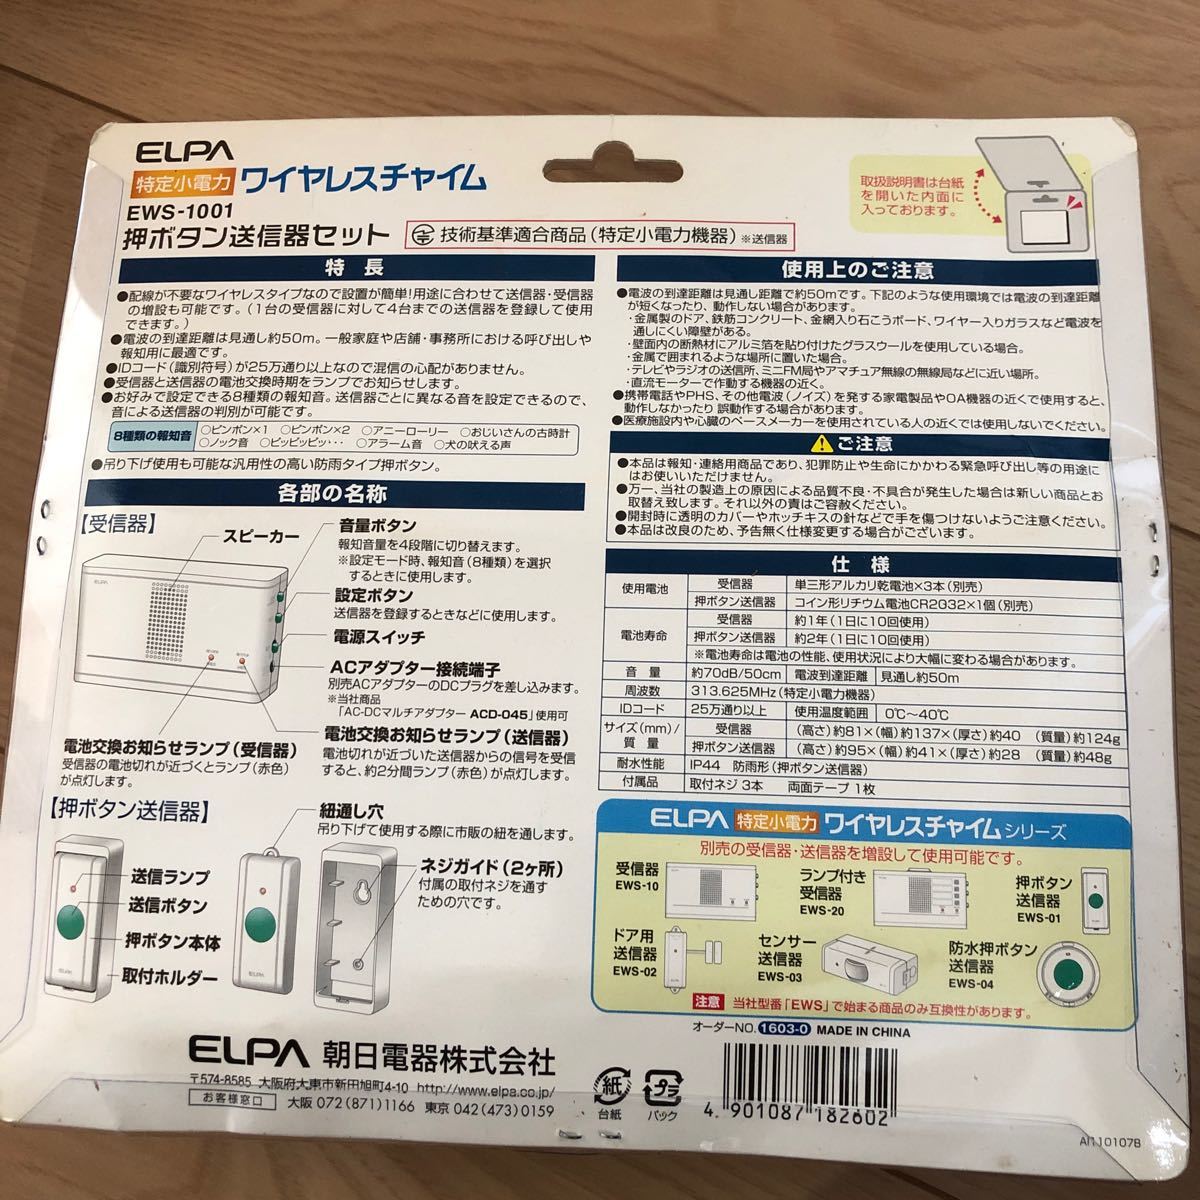 ELPA
特定小電力 ワイヤレスチャイム
EWS-1001
押ボタン送信器セット
技術基準適合商品(特定小電力機器)※送信器
取扱説明書は台紙
を開いた内面に
入っております。
特長
●配線が不要なワイヤレスタイプなので設置が簡単!用途に合わせて送信器・受信器
の増設も可能です。(1台の受信器に対して4台までの送信器を登録して使用
できます。)
●電波の到達距離は見通し約50m。一般家庭や店舗・事務所における呼び出しや
報知用に最適です。
●IDコード(識別符号)が25万通り以上なので混信の心配がありません。
●受信器と送信器の電池交換時期をランプでお知らせします。
●お好みで設定できる8種類の報知音。送信器ごとに異なる音を設定できるので、
音による送信器の判別が可能です。
8種類の報知音
○ピンポン×1 ○ピンポン×2 ○アニーローリー ○おじいさんの古時計
○ノック音 ○ピッピッピッ・・・ ○アラーム音 ○犬の吠える声
●吊り下げ使用も可能な汎用性の高い防雨タイプ押ボタン。
各部の名称
【受信器】
スピーカー
ELPA
音量ボタン
報知音量を4段階に切り替えます。
※設定モード時、報知音(8種類)を選択
するときに使用します。
設定ボタン
送信器を登録するときなどに使用します。
電源スイッチ
ACアダプター接続端子
別売ACアダプターのDCプラグを差し込みます。
※当社商品
「AC-DCマルチアダプター ACD-045」使用可
電池交換お知らせランプ(受信器)
受信器の電池切れが近づくとランプ(赤色)
が点灯します。
電池交換お知らせランプ(送信器)
電池切れが近づいた送信器からの信号を受信
すると、約2分間ランプ(赤色)が点灯します。
【押ボタン送信器】
送信ランプ
送信ボタン
押ボタン本体
取付ホルダー
紐通し穴
吊り下げて使用する際に市販の紐を通します。
ELPA
ネジガイド(2ヶ所)
付属の取付ネジを通す
ための穴です。
使用上のご注意
●電波の到達距離は見通し距離で約50mです。下記のような使用環境では電波の到達距離
が短くなったり、動作しない場合があります。
・金属製のドア、鉄筋コンクリート、金網入り石こうボード、ワイヤー入りガラスなど電波を
通しにくい障壁がある。
・壁面内の断熱材にアルミ箔を貼り付けたグラスウールを使用している場合。
・金属で囲まれるような場所に置いた場合。
・テレビやラジオの送信所、ミニFM局やアマチュア無線の無線局などに近い場所。
・直流モーターで作動する機器の近く。
●携帯電話やPHS、その他電波(ノイズ)を発する家電製品やOA機器の近くで使用すると、
動作しなかったり 誤動作する場合があります。
●医療施設内や心臓のペースメーカーを使用されている人の近くでは使用しないでください。
⚠ご注意
●本品は報知・連絡用商品であり、犯罪防止や生命にかかわる緊急呼び出し等の用途に
はお使いいただけません。
●万一、当社の製造上の原因による品質不良・不具合が発生した場合は新しい商品とお
取替え致します。それ以外の責はご容赦ください。
●開封時に透明のカバーやホッチキスの針などで手を傷つけないようご注意ください。
●本品は改良のため、予告無く仕様変更する場合がございます。
仕様
使用電池 受信器 単三形アルカリ乾電池×3本(別売)
押ボタン送信器 コイン形リチウム電池CR2032×1個(別売)
電池寿命 受信器 約1年(1日に10回使用)
押ボタン送信器 約2年(1日に10回使用)
※電池寿命は電池の性能、使用状況により大幅に変わる場合があります。
音量 約70dB/50cm 電波到達距離 見通し約50m
周波数 313.625MHz(特定小電力機器)
IDコード 25万通り以上 使用温度範囲 0℃~40℃
サイズ(mm)/質量 受信器 (高さ)約81×(幅)約137×(厚さ)約40 (質量)約124g
押ボタン送信器 (高さ)約95×(幅)約41×(厚さ)約28 (質量)約48g
耐水性能 IP44 防雨形(押ボタン送信器)
付属品 取付ネジ 3本 両面テープ 1枚
ELPA 特定小電力 ワイヤレスチャイムシリーズ
別売の受信器・送信器を増設して使用可能です。
受信器
EWS-10
ランプ付き
受信器
EWS-20
押ボタン
送信器
EWS-01
ドア用
送信器
EWS-02
センサー
送信器
EWS-03
防水押ボタン
送信器
EWS-04
注意 当社型番「EWS」で始まる商品のみ互換性があります。
オーダーNO. 1603-0 MADE IN CHINA
ELPA 朝日電器株式会社
〒574-8585 大阪府大東市新田旭町4-10 http://www.elpa.co.jp/
お客様窓口 大阪 072(871)1166 東京 042(473)0159
紙
台紙
プラ
パック
4 901087 182602
AI110107B